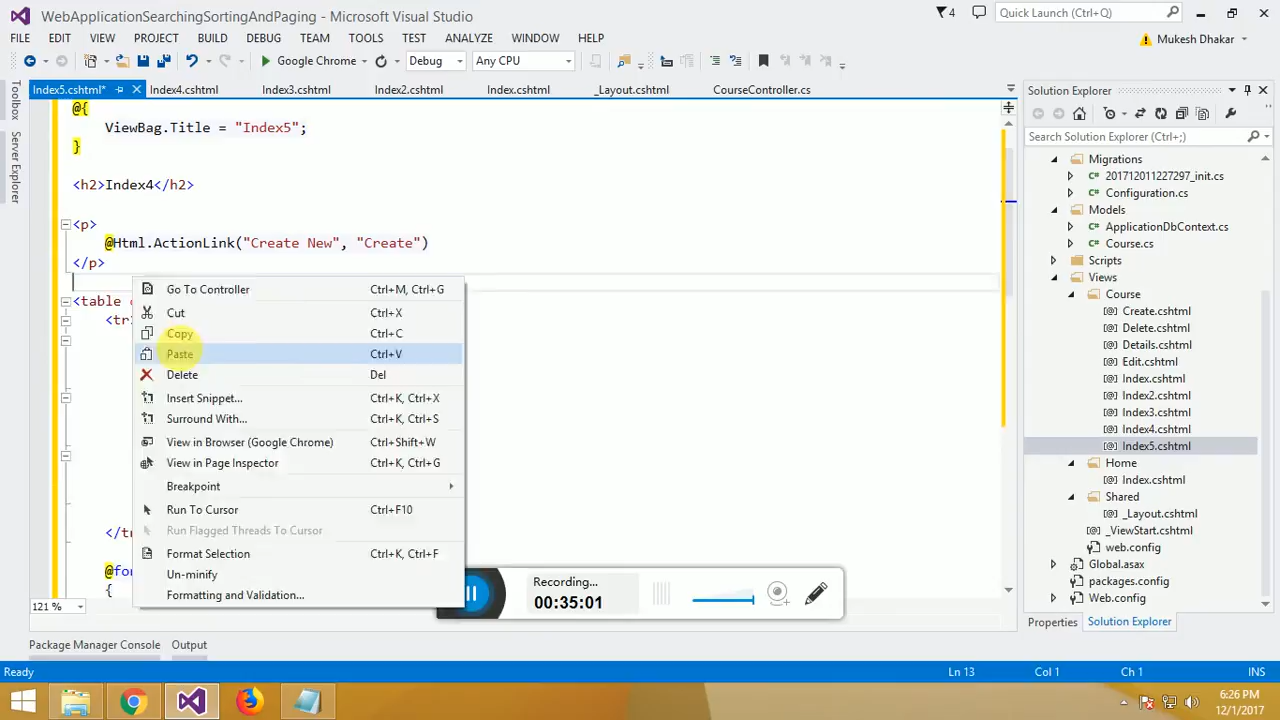 WebApplicationSearchingSortingAndPaging - Microsoft Visual Studio
4
Quick Launch (Ctrl+Q)
FILE EDIT VIEW PROJECT BUILD DEBUG TEAM TOOLS TEST ANALYZE WINDOW HELP
Mukesh Dhakar
Google Chrome Debug Any CPU
Index5.cshtml* Index4.cshtml Index3.cshtml Index2.cshtml Index.cshtml _Layout.cshtml CourseController.cs
Toolbox
Server Explorer
@{
ViewBag.Title = "Index5";
}
<h2>Index4</h2>
<p>
@Html.ActionLink("Create New", "Create")
</p>
<table
<tr
</t
@fo
{
Go To Controller Ctrl+M, Ctrl+G
Cut Ctrl+X
Copy Ctrl+C
Paste Ctrl+V
Delete Del
Insert Snippet... Ctrl+K, Ctrl+X
Surround With... Ctrl+K, Ctrl+S
View in Browser (Google Chrome) Ctrl+Shift+W
View in Page Inspector Ctrl+K, Ctrl+G
Breakpoint
Run To Cursor Ctrl+F10
Run Flagged Threads To Cursor
Format Selection Ctrl+K, Ctrl+F
Un-minify
Formatting and Validation...
Recording...
00:35:01
121 %
Solution Explorer
Search Solution Explorer (Ctrl+;)
Migrations
201712011227297_init.cs
Configuration.cs
Models
ApplicationDbContext.cs
Course.cs
Scripts
Views
Course
Create.cshtml
Delete.cshtml
Details.cshtml
Edit.cshtml
Index.cshtml
Index2.cshtml
Index3.cshtml
Index4.cshtml
Index5.cshtml
Home
Index.cshtml
Shared
_Layout.cshtml
_ViewStart.cshtml
web.config
Global.asax
packages.config
Web.config
Properties Solution Explorer
Package Manager Console Output
Ready Ln 13 Col 1 Ch 1 INS
6:26 PM
12/1/2017